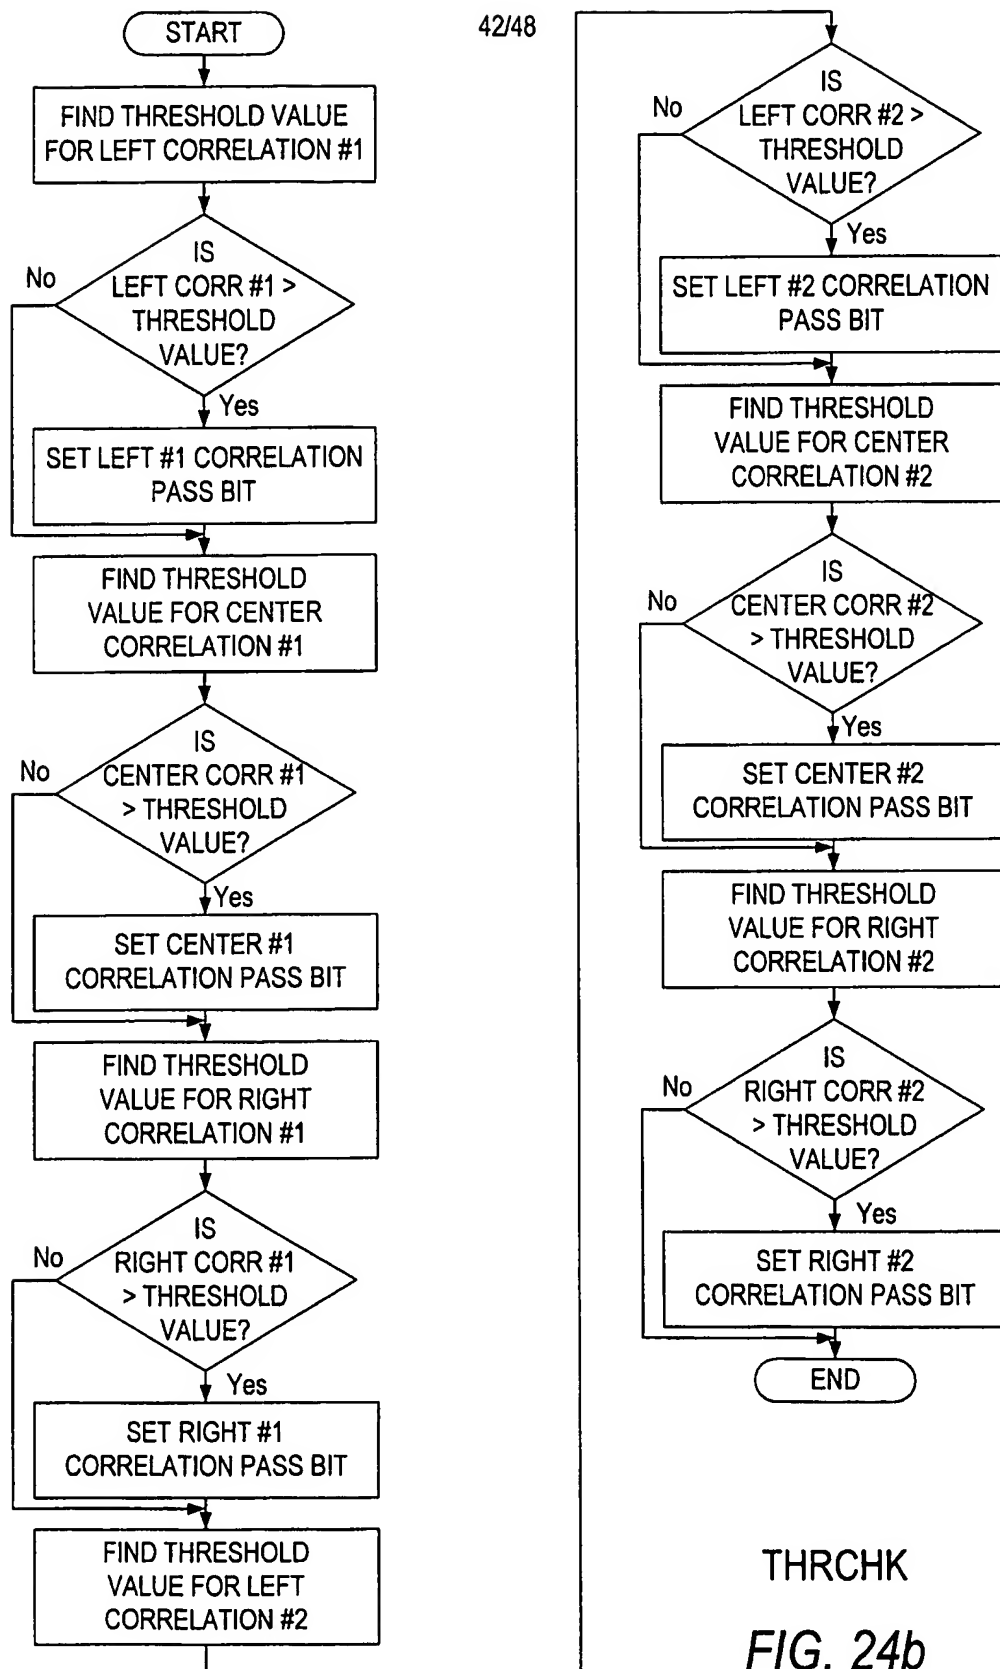 42/48
START
FIND THRESHOLD VALUE
FOR LEFT CORRELATION #1
IS
LEFT CORR #1 >
THRESHOLD
VALUE?
No
Yes
SET LEFT #1 CORRELATION
PASS BIT
FIND THRESHOLD
VALUE FOR CENTER
CORRELATION #1
IS
CENTER CORR #1
> THRESHOLD
VALUE?
No
Yes
SET CENTER #1
CORRELATION PASS BIT
FIND THRESHOLD
VALUE FOR RIGHT
CORRELATION #1
IS
RIGHT CORR #1
> THRESHOLD
VALUE?
No
Yes
SET RIGHT #1
CORRELATION PASS BIT
FIND THRESHOLD
VALUE FOR LEFT
CORRELATION #2
IS
LEFT CORR #2 >
THRESHOLD
VALUE?
No
Yes
SET LEFT #2 CORRELATION
PASS BIT
FIND THRESHOLD
VALUE FOR CENTER
CORRELATION #2
IS
CENTER CORR #2
> THRESHOLD
VALUE?
No
Yes
SET CENTER #2
CORRELATION PASS BIT
FIND THRESHOLD
VALUE FOR RIGHT
CORRELATION #2
IS
RIGHT CORR #2
> THRESHOLD
VALUE?
No
Yes
SET RIGHT #2
CORRELATION PASS BIT
END
THRCHK
FIG. 24b